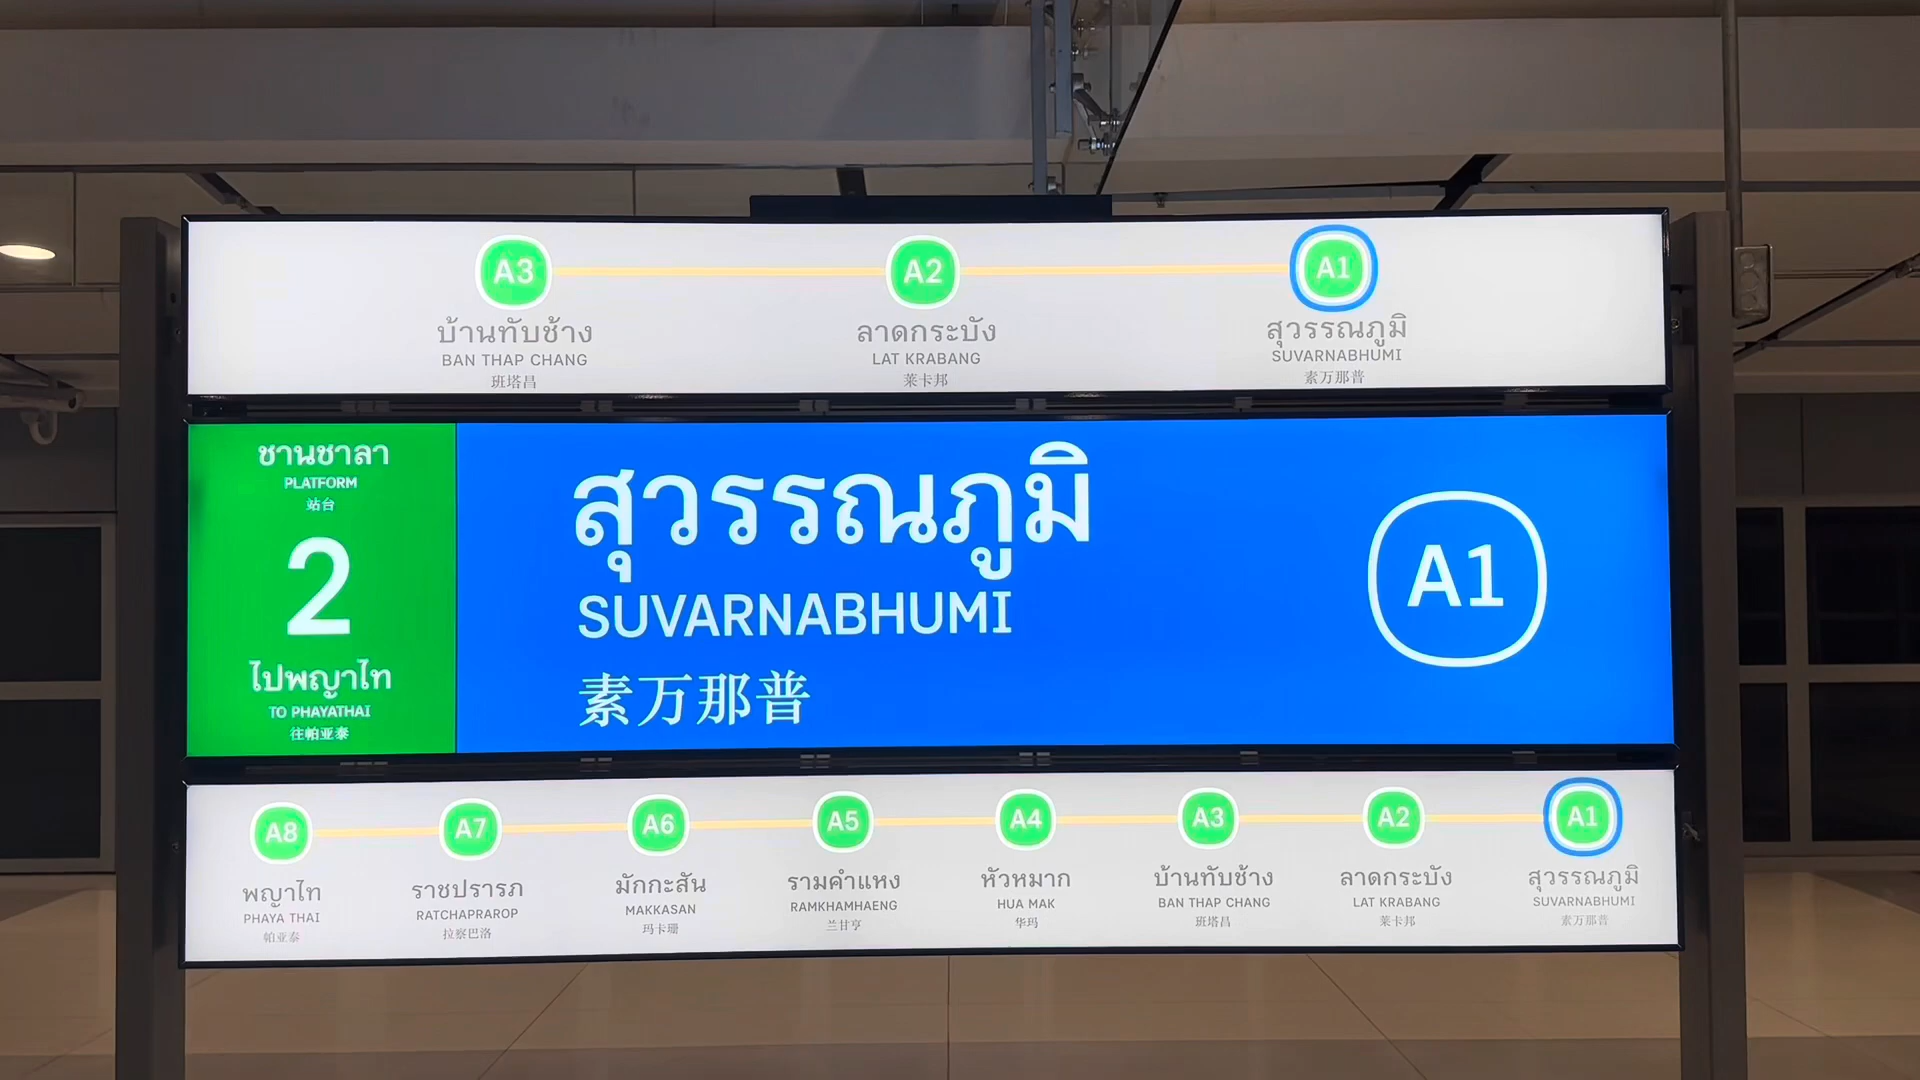 A3 A2 A1
บ้านทับช้าง ลาดกระบัง สุวรรณภูมิ
BAN THAP CHANG LAT KRABANG SUVARNABHUMI
班塔昌 莱卡邦 素万那普
ชานชาลา
PLATFORM
站台
2
ไปพญาไท
TO PHAYATHAI
往帕亚泰
สุวรรณภูมิ
SUVARNABHUMI
素万那普
A1
A8 A7 A6 A5 A4 A3 A2 A1
พญาไท ราชปรารภ มักกะสัน รามคำแหง หัวหมาก บ้านทับช้าง ลาดกระบัง สุวรรณภูมิ
PHAYA THAI RATCHAPRAROP MAKKASAN RAMKHAMHAENG HUA MAK BAN THAP CHANG LAT KRABANG SUVARNABHUMI
帕亚泰 拉察巴洛 玛卡珊 兰甘亨 华玛 班塔昌 莱卡邦 素万那普